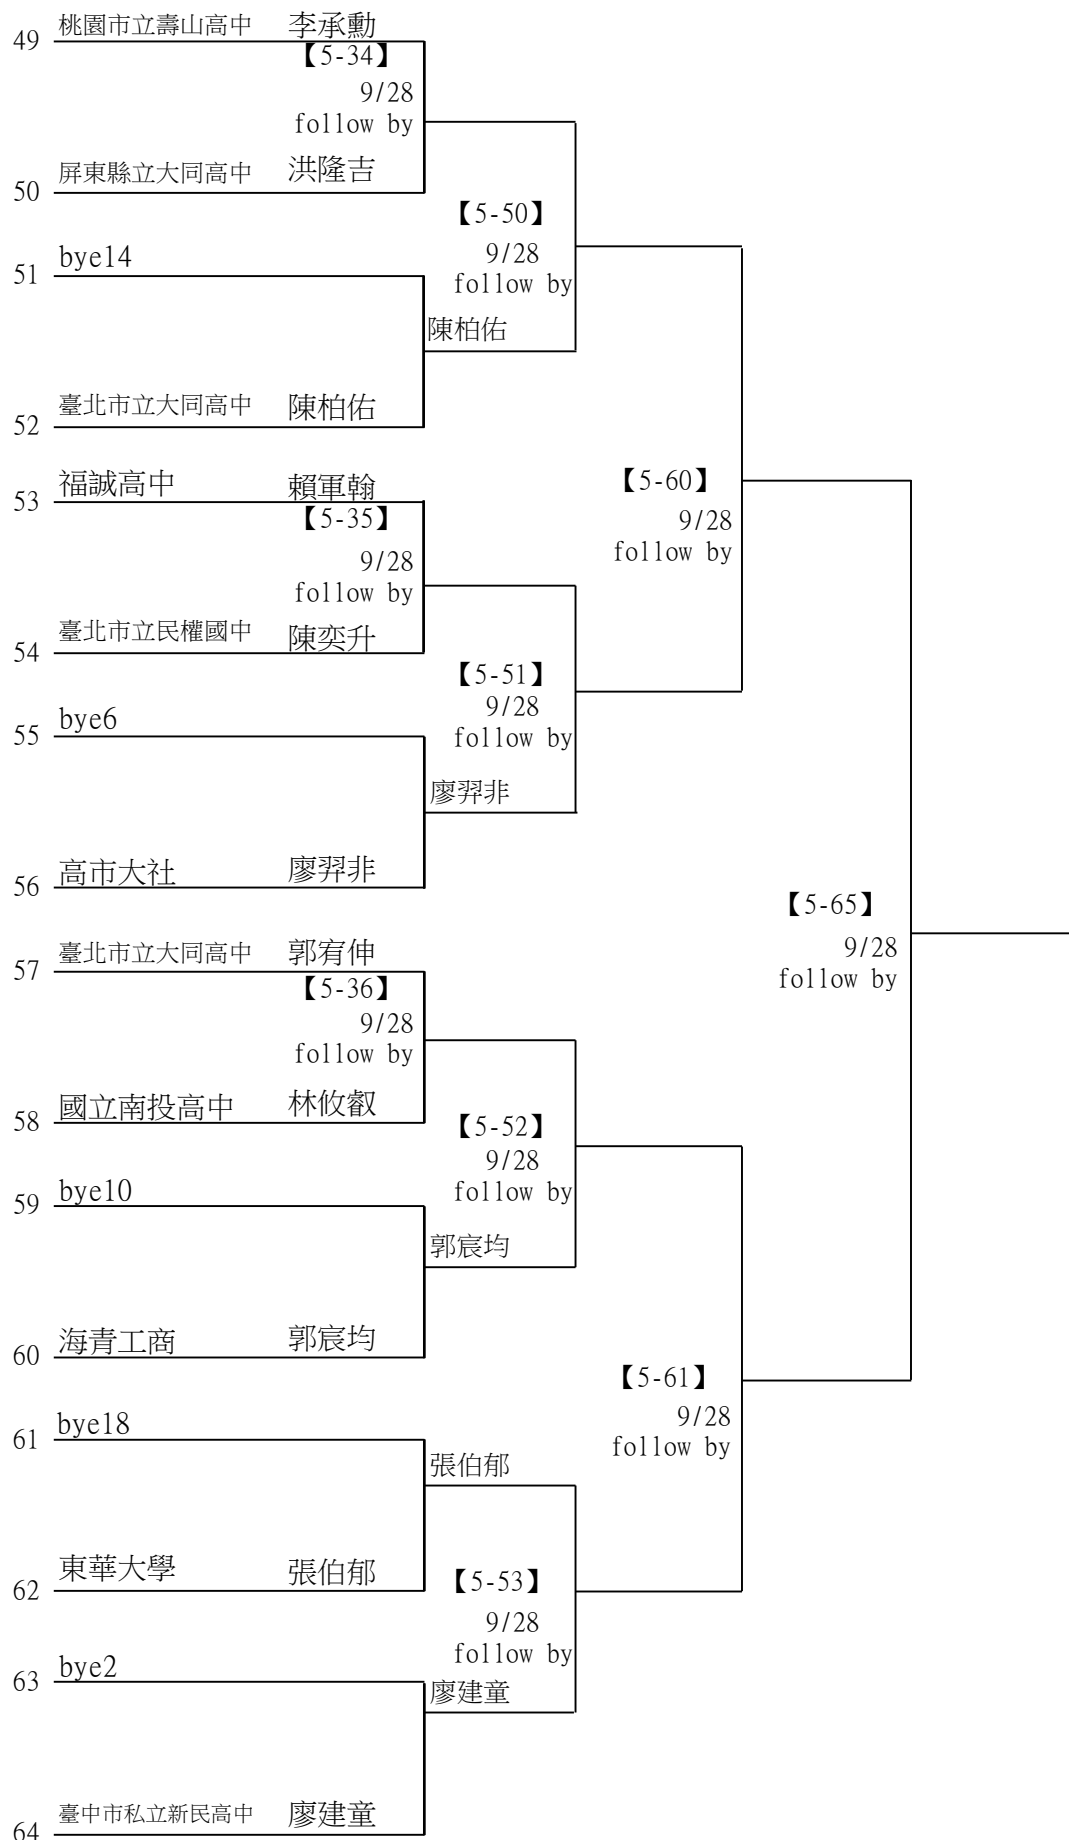 49 桃園市立壽山高中 李承勳
【5-34】
9/28
follow by
50 屏東縣立大同高中 洪隆吉
【5-50】
9/28
follow by
51 bye14
陳柏佑
52 臺北市立大同高中 陳柏佑
53 福誠高中 賴軍翰
【5-60】
9/28
follow by
【5-35】
9/28
follow by
54 臺北市立民權國中 陳奕升
【5-51】
9/28
follow by
55 bye6
廖羿非
56 高市大社 廖羿非
【5-65】
9/28
follow by
57 臺北市立大同高中 郭宥伸
【5-36】
9/28
follow by
58 國立南投高中 林攸叡
【5-52】
9/28
follow by
59 bye10
郭宸均
60 海青工商 郭宸均
【5-61】
9/28
follow by
61 bye18
張伯郁
62 東華大學 張伯郁
【5-53】
9/28
follow by
63 bye2
廖建童
64 臺中市私立新民高中 廖建童